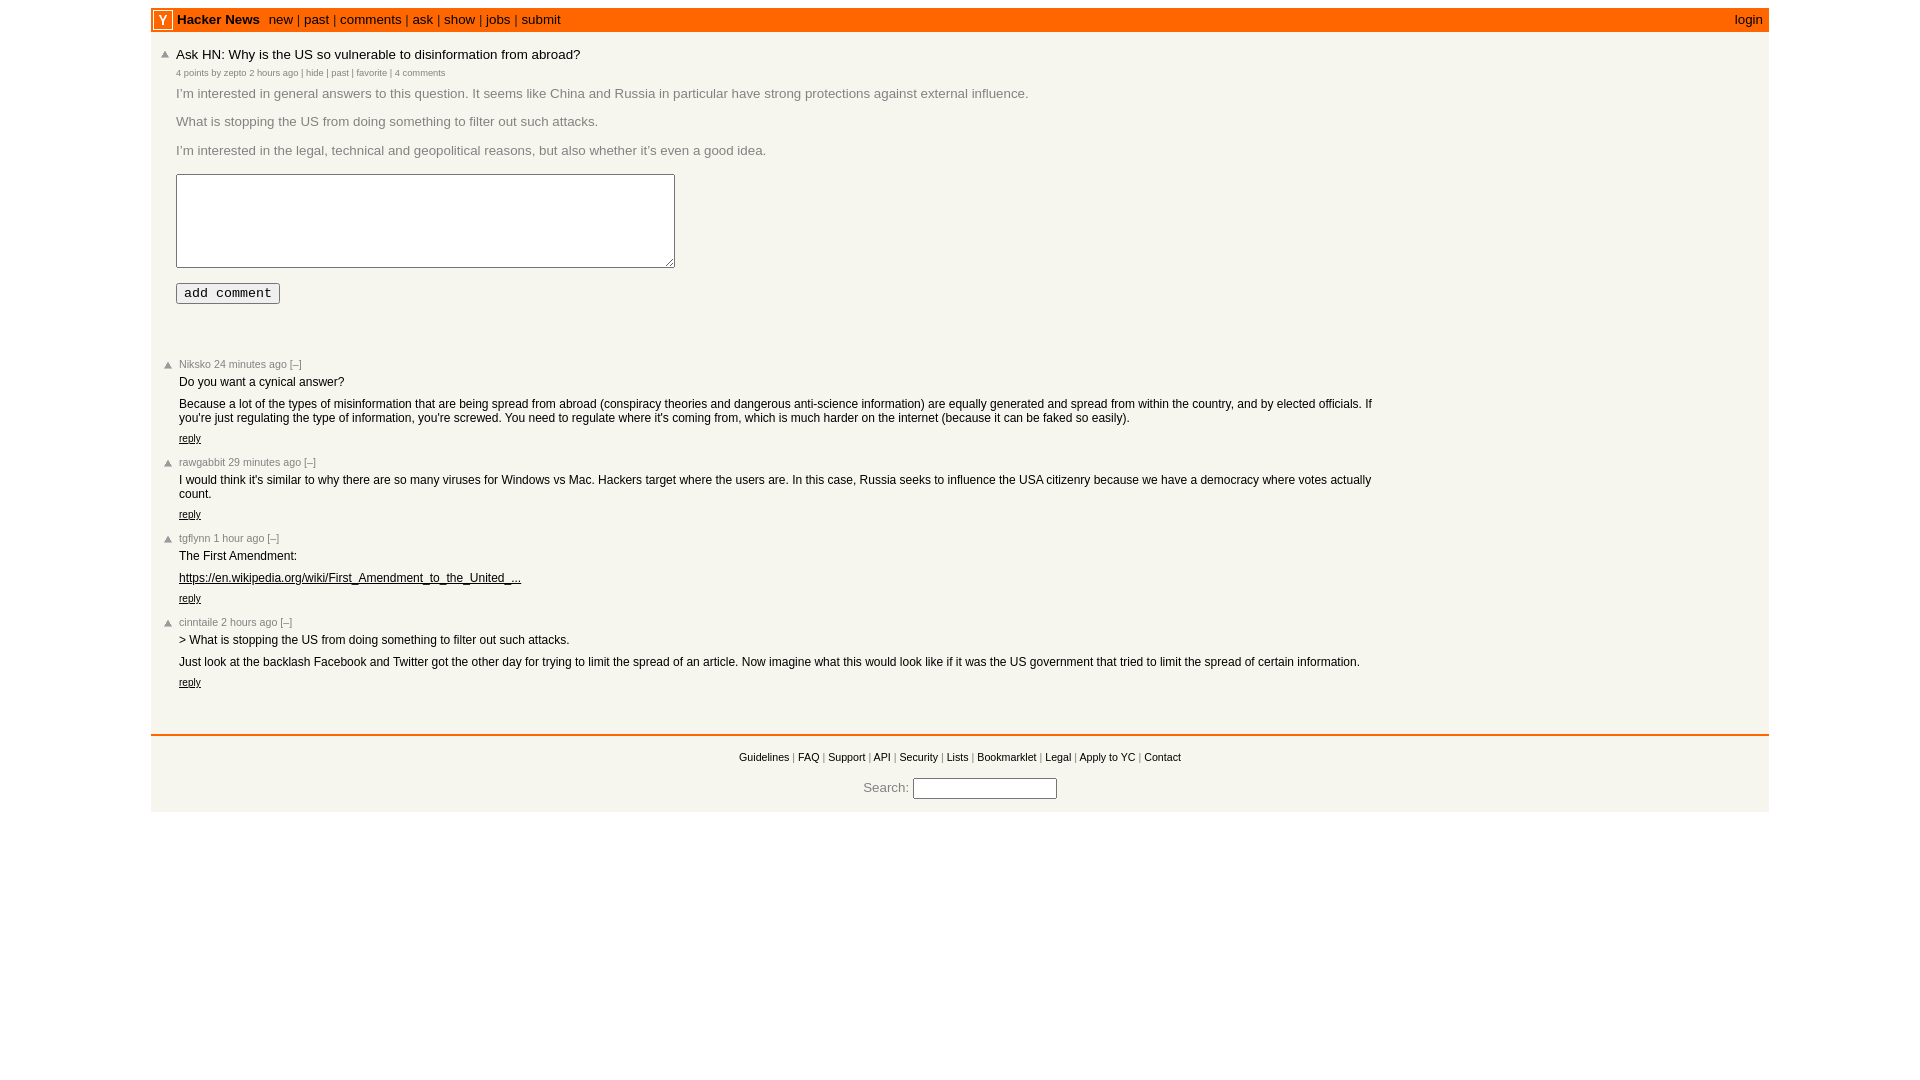 Y Hacker News new | past | comments | ask | show | jobs | submit login
Ask HN: Why is the US so vulnerable to disinformation from abroad?
4 points by zepto 2 hours ago | hide | past | favorite | 4 comments
I’m interested in general answers to this question. It seems like China and Russia in particular have strong protections against external influence.
What is stopping the US from doing something to filter out such attacks.
I’m interested in the legal, technical and geopolitical reasons, but also whether it’s even a good idea.
add comment
Niksko 24 minutes ago [–]
Do you want a cynical answer?
Because a lot of the types of misinformation that are being spread from abroad (conspiracy theories and dangerous anti-science information) are equally generated and spread from within the country, and by elected officials. If
you're just regulating the type of information, you're screwed. You need to regulate where it's coming from, which is much harder on the internet (because it can be faked so easily).
reply
rawgabbit 29 minutes ago [–]
I would think it's similar to why there are so many viruses for Windows vs Mac. Hackers target where the users are. In this case, Russia seeks to influence the USA citizenry because we have a democracy where votes actually
count.
reply
tgflynn 1 hour ago [–]
The First Amendment:
https://en.wikipedia.org/wiki/First_Amendment_to_the_United_...
reply
cinntaile 2 hours ago [–]
> What is stopping the US from doing something to filter out such attacks.
Just look at the backlash Facebook and Twitter got the other day for trying to limit the spread of an article. Now imagine what this would look like if it was the US government that tried to limit the spread of certain information.
reply
Guidelines | FAQ | Support | API | Security | Lists | Bookmarklet | Legal | Apply to YC | Contact
Search: